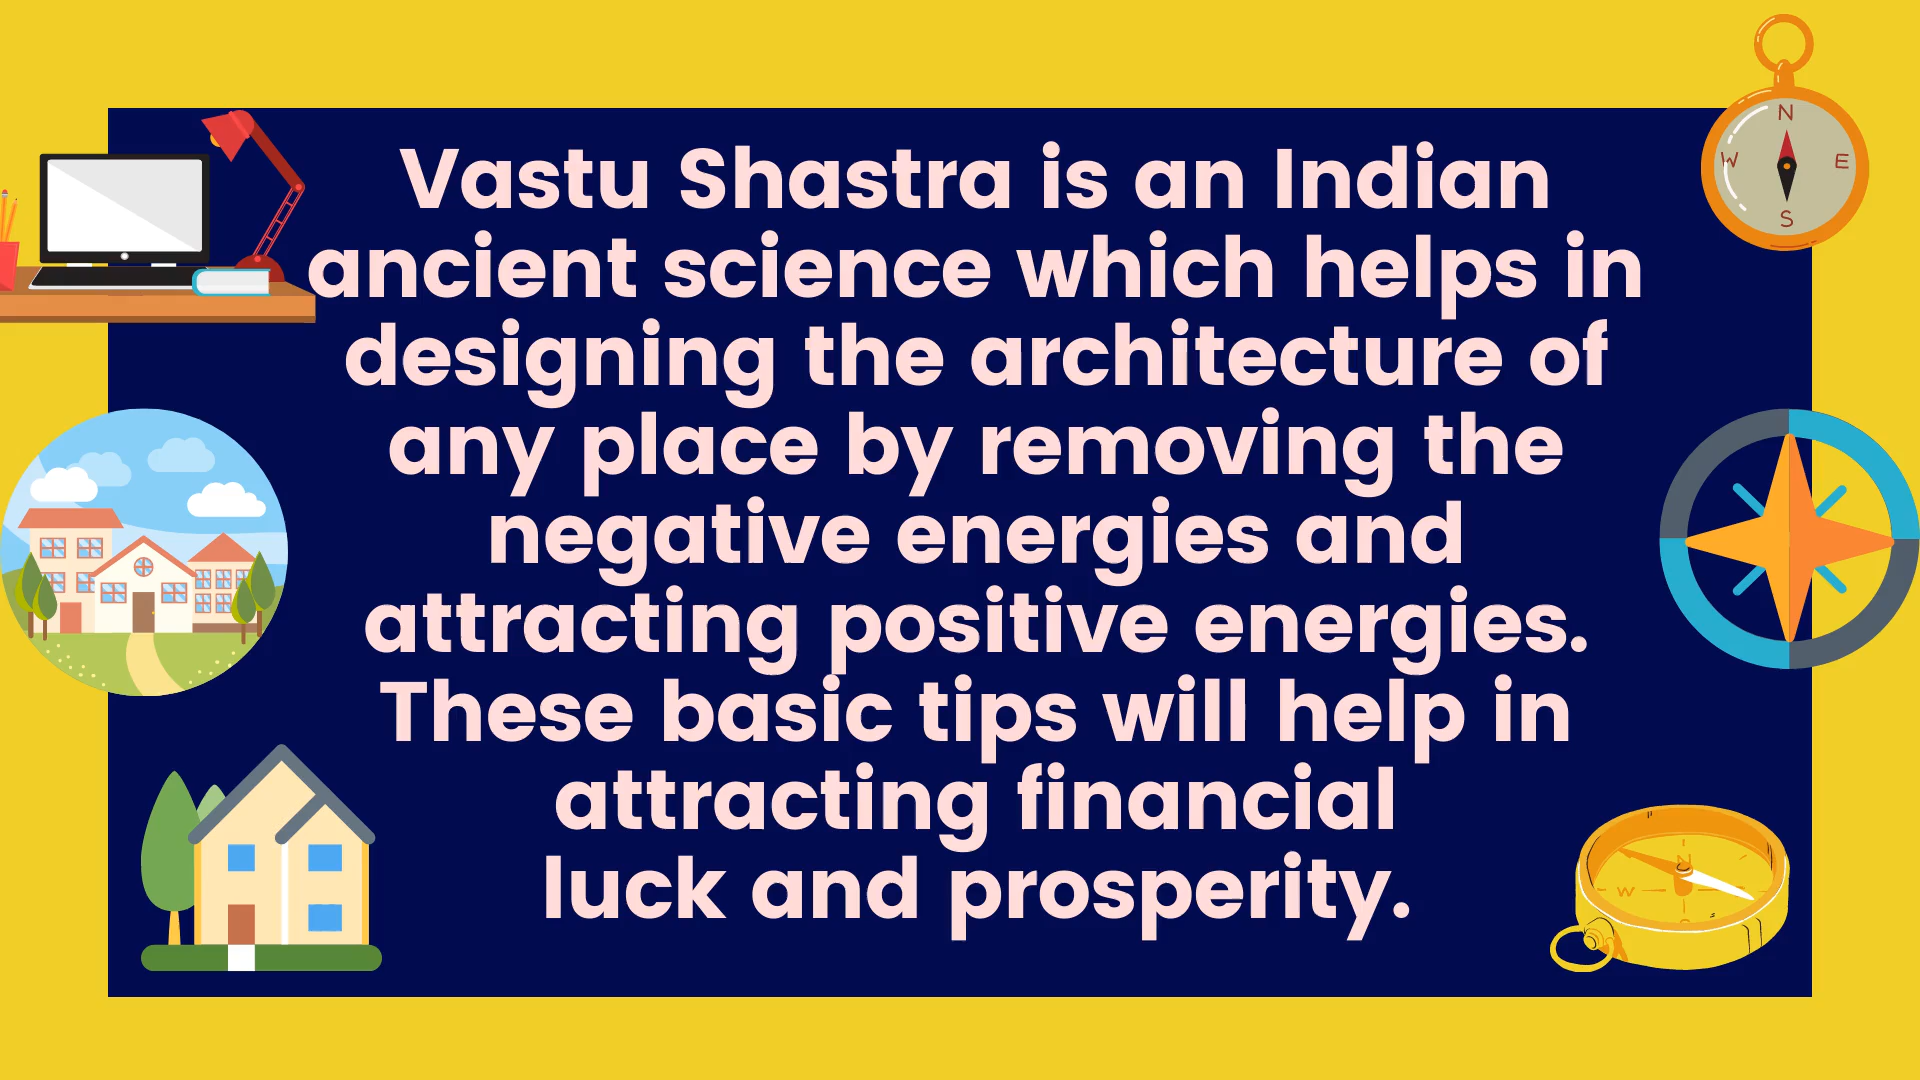 Vastu Shastra is an Indian
ancient science which helps in
designing the architecture of
any place by removing the
negative energies and
attracting positive energies.
These basic tips will help in
attracting financial
luck and prosperity.
N
W
E
S
N
W